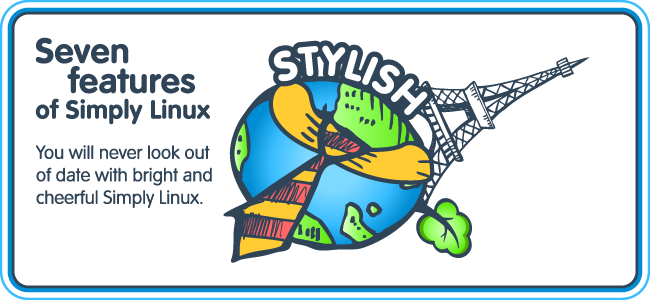 STYLISH
Seven
features
of Simply Linux
You will never look out
of date with bright and
cheerful Simply Linux.